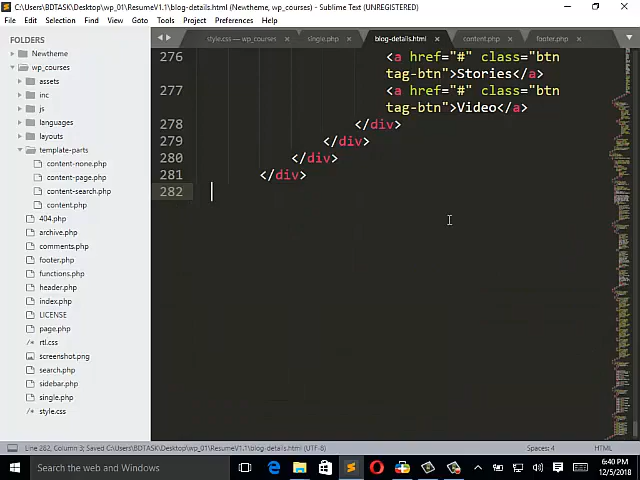 C:\Users\BDTASK\Desktop\wp_01\ResumeV1.1\blog-details.html (Newtheme, wp_courses) - Sublime Text (UNREGISTERED)
File Edit Selection Find View Goto Tools Project Preferences Help
FOLDERS
Newtheme
wp_courses
assets
inc
js
languages
layouts
template-parts
content-none.php
content-page.php
content-search.php
content.php
404.php
archive.php
comments.php
footer.php
functions.php
header.php
index.php
LICENSE
page.php
rtl.css
screenshot.png
search.php
sidebar.php
single.php
style.css
style.css — wp_courses single.php blog-details.html content.php footer.php
276 <a href="#" class="btn
tag-btn">Stories</a>
277 <a href="#" class="btn
tag-btn">Video</a>
278 </div>
279 </div>
280 </div>
281 </div>
282
Line 282, Column 3; Saved C:\Users\BDTASK\Desktop\wp_01\ResumeV1.1\blog-details.html (UTF-8) Spaces: 4 HTML
Search the web and Windows
6:40 PM
12/5/2018